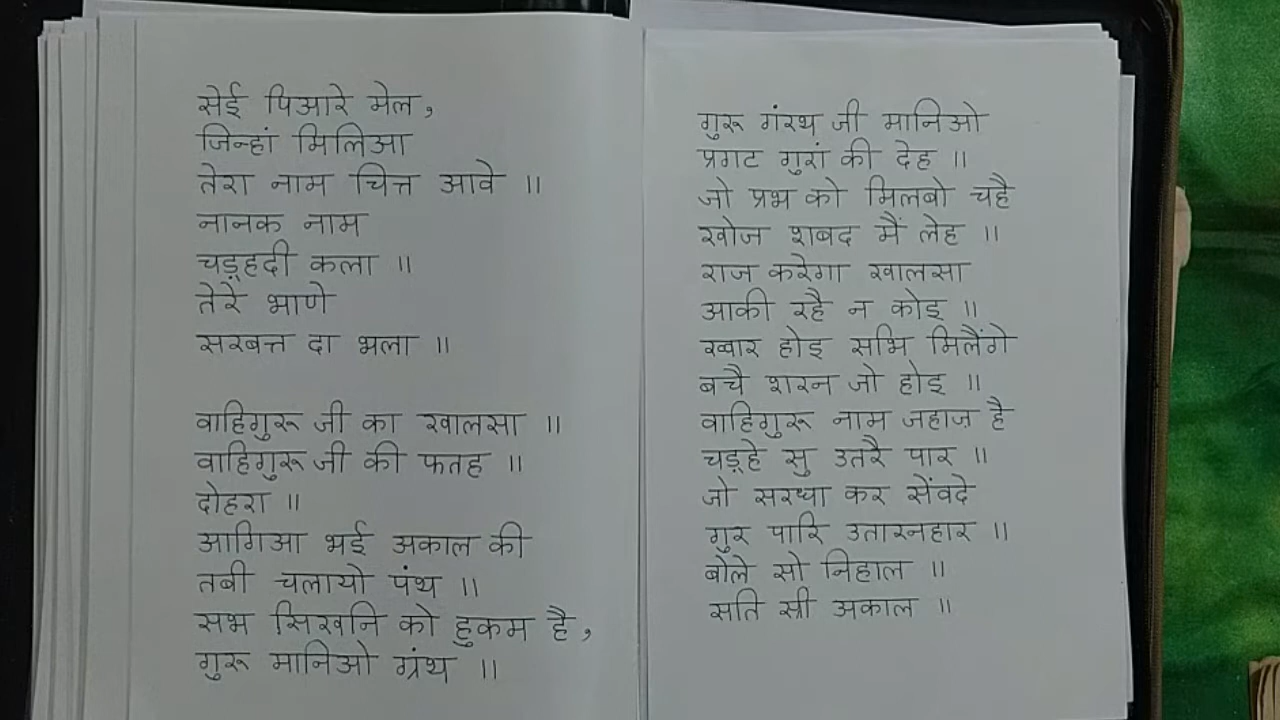 सेई पिआरे मेल,
जिन्हां मिलिआ
तेरा नाम चित्त आवे ॥
नानक नाम
चड़्हदी कला ॥
तेरे भाणे
सरबत्त दा भला ॥
वाहिगुरू जी का खालसा ॥
वाहिगुरू जी की फतह ॥
दोहरा ॥
आगिआ भई अकाल की
तबी चलायो पंथ ॥
सभ सिखनि को हुकम है,
गुरू मानिओ ग्रंथ ॥
गुरू गंरथ जी मानिओ
प्रगट गुरां की देह ॥
जो प्रभ को मिलबो चहै
खोज शबद मैं लेह ॥
राज करेगा खालसा
आकी रहै न कोइ ॥
ख्वार होइ सभि मिलैंगे
बचै शरन जो होइ ॥
वाहिगुरू नाम जहाज है
चड़्हे सु उतरै पार ॥
जो सरधा कर सेंवदे
गुर पारि उतारनहार ॥
बोले सो निहाल ॥
सति स्री अकाल ॥